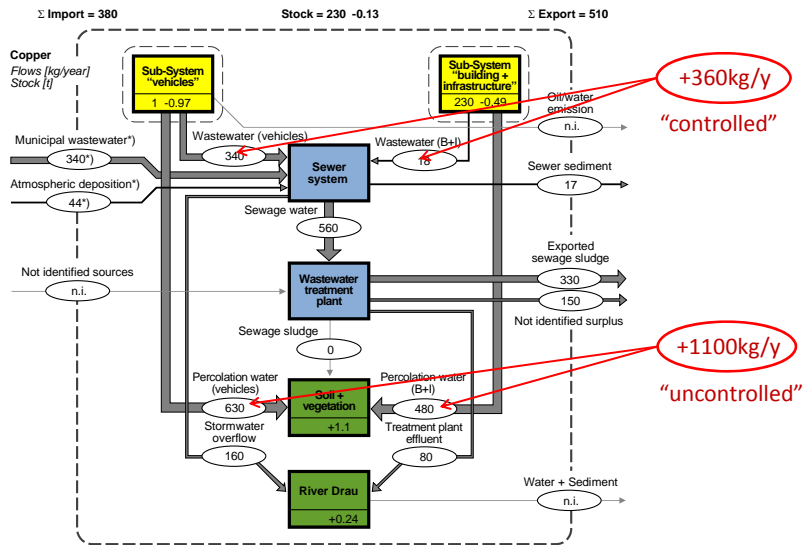 Σ Import = 380
Stock = 230 -0.13
Σ Export = 510
Copper
Flows [kg/year]
Stock [t]
Sub-System
"vehicles"
1 -0.97
Sub-System
"building +
infrastructure"
230 -0.49
+360kg/y
"controlled"
Oil/water
emission
n.i.
Municipal wastewater*)
340*)
Wastewater (vehicles)
340
Wastewater (B+I)
18
Sewer
system
Sewer sediment
17
Atmospheric deposition*)
44*)
Sewage water
560
Exported
sewage sludge
330
Not identified sources
n.i.
Wastewater
treatment
plant
150
Not identified surplus
Sewage sludge
0
+1100kg/y
"uncontrolled"
Percolation water
(vehicles)
630
Soil +
vegetation
+1.1
Percolation water
(B+I)
480
Stormwater
overflow
160
Treatment plant
effluent
80
River Drau
+0.24
Water + Sediment
n.i.